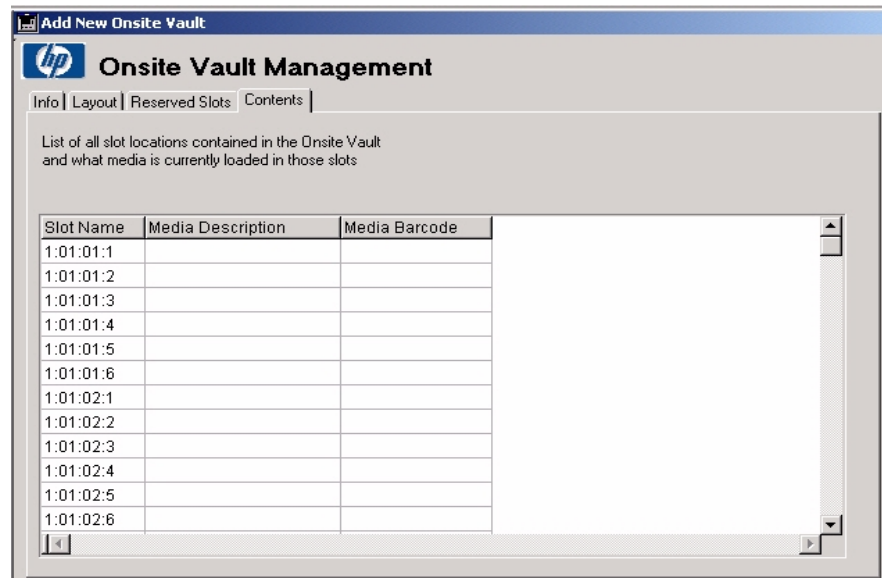 Add New Onsite Vault
hp Onsite Vault Management
Info Layout Reserved Slots Contents
List of all slot locations contained in the Onsite Vault
and what media is currently loaded in those slots
Slot Name Media Description Media Barcode
1:01:01:1
1:01:01:2
1:01:01:3
1:01:01:4
1:01:01:5
1:01:01:6
1:01:02:1
1:01:02:2
1:01:02:3
1:01:02:4
1:01:02:5
1:01:02:6